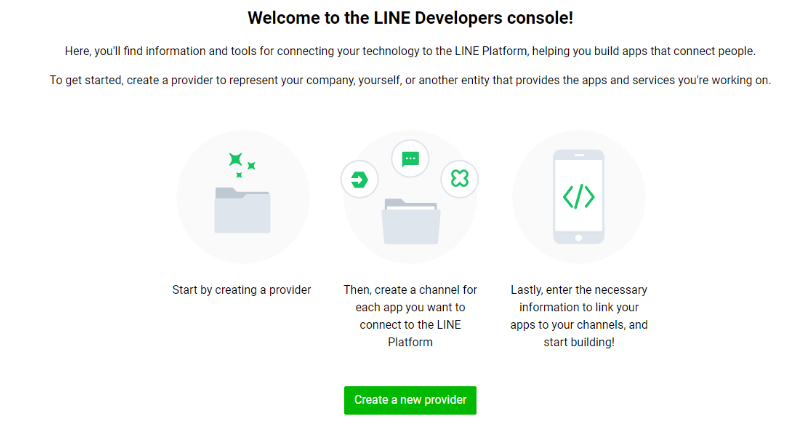 Welcome to the LINE Developers console!
Here, you'll find information and tools for connecting your technology to the LINE Platform, helping you build apps that connect people.
To get started, create a provider to represent your company, yourself, or another entity that provides the apps and services you're working on.
Start by creating a provider
Then, create a channel for
each app you want to
connect to the LINE
Platform
Lastly, enter the necessary
information to link your
apps to your channels, and
start building!
Create a new provider